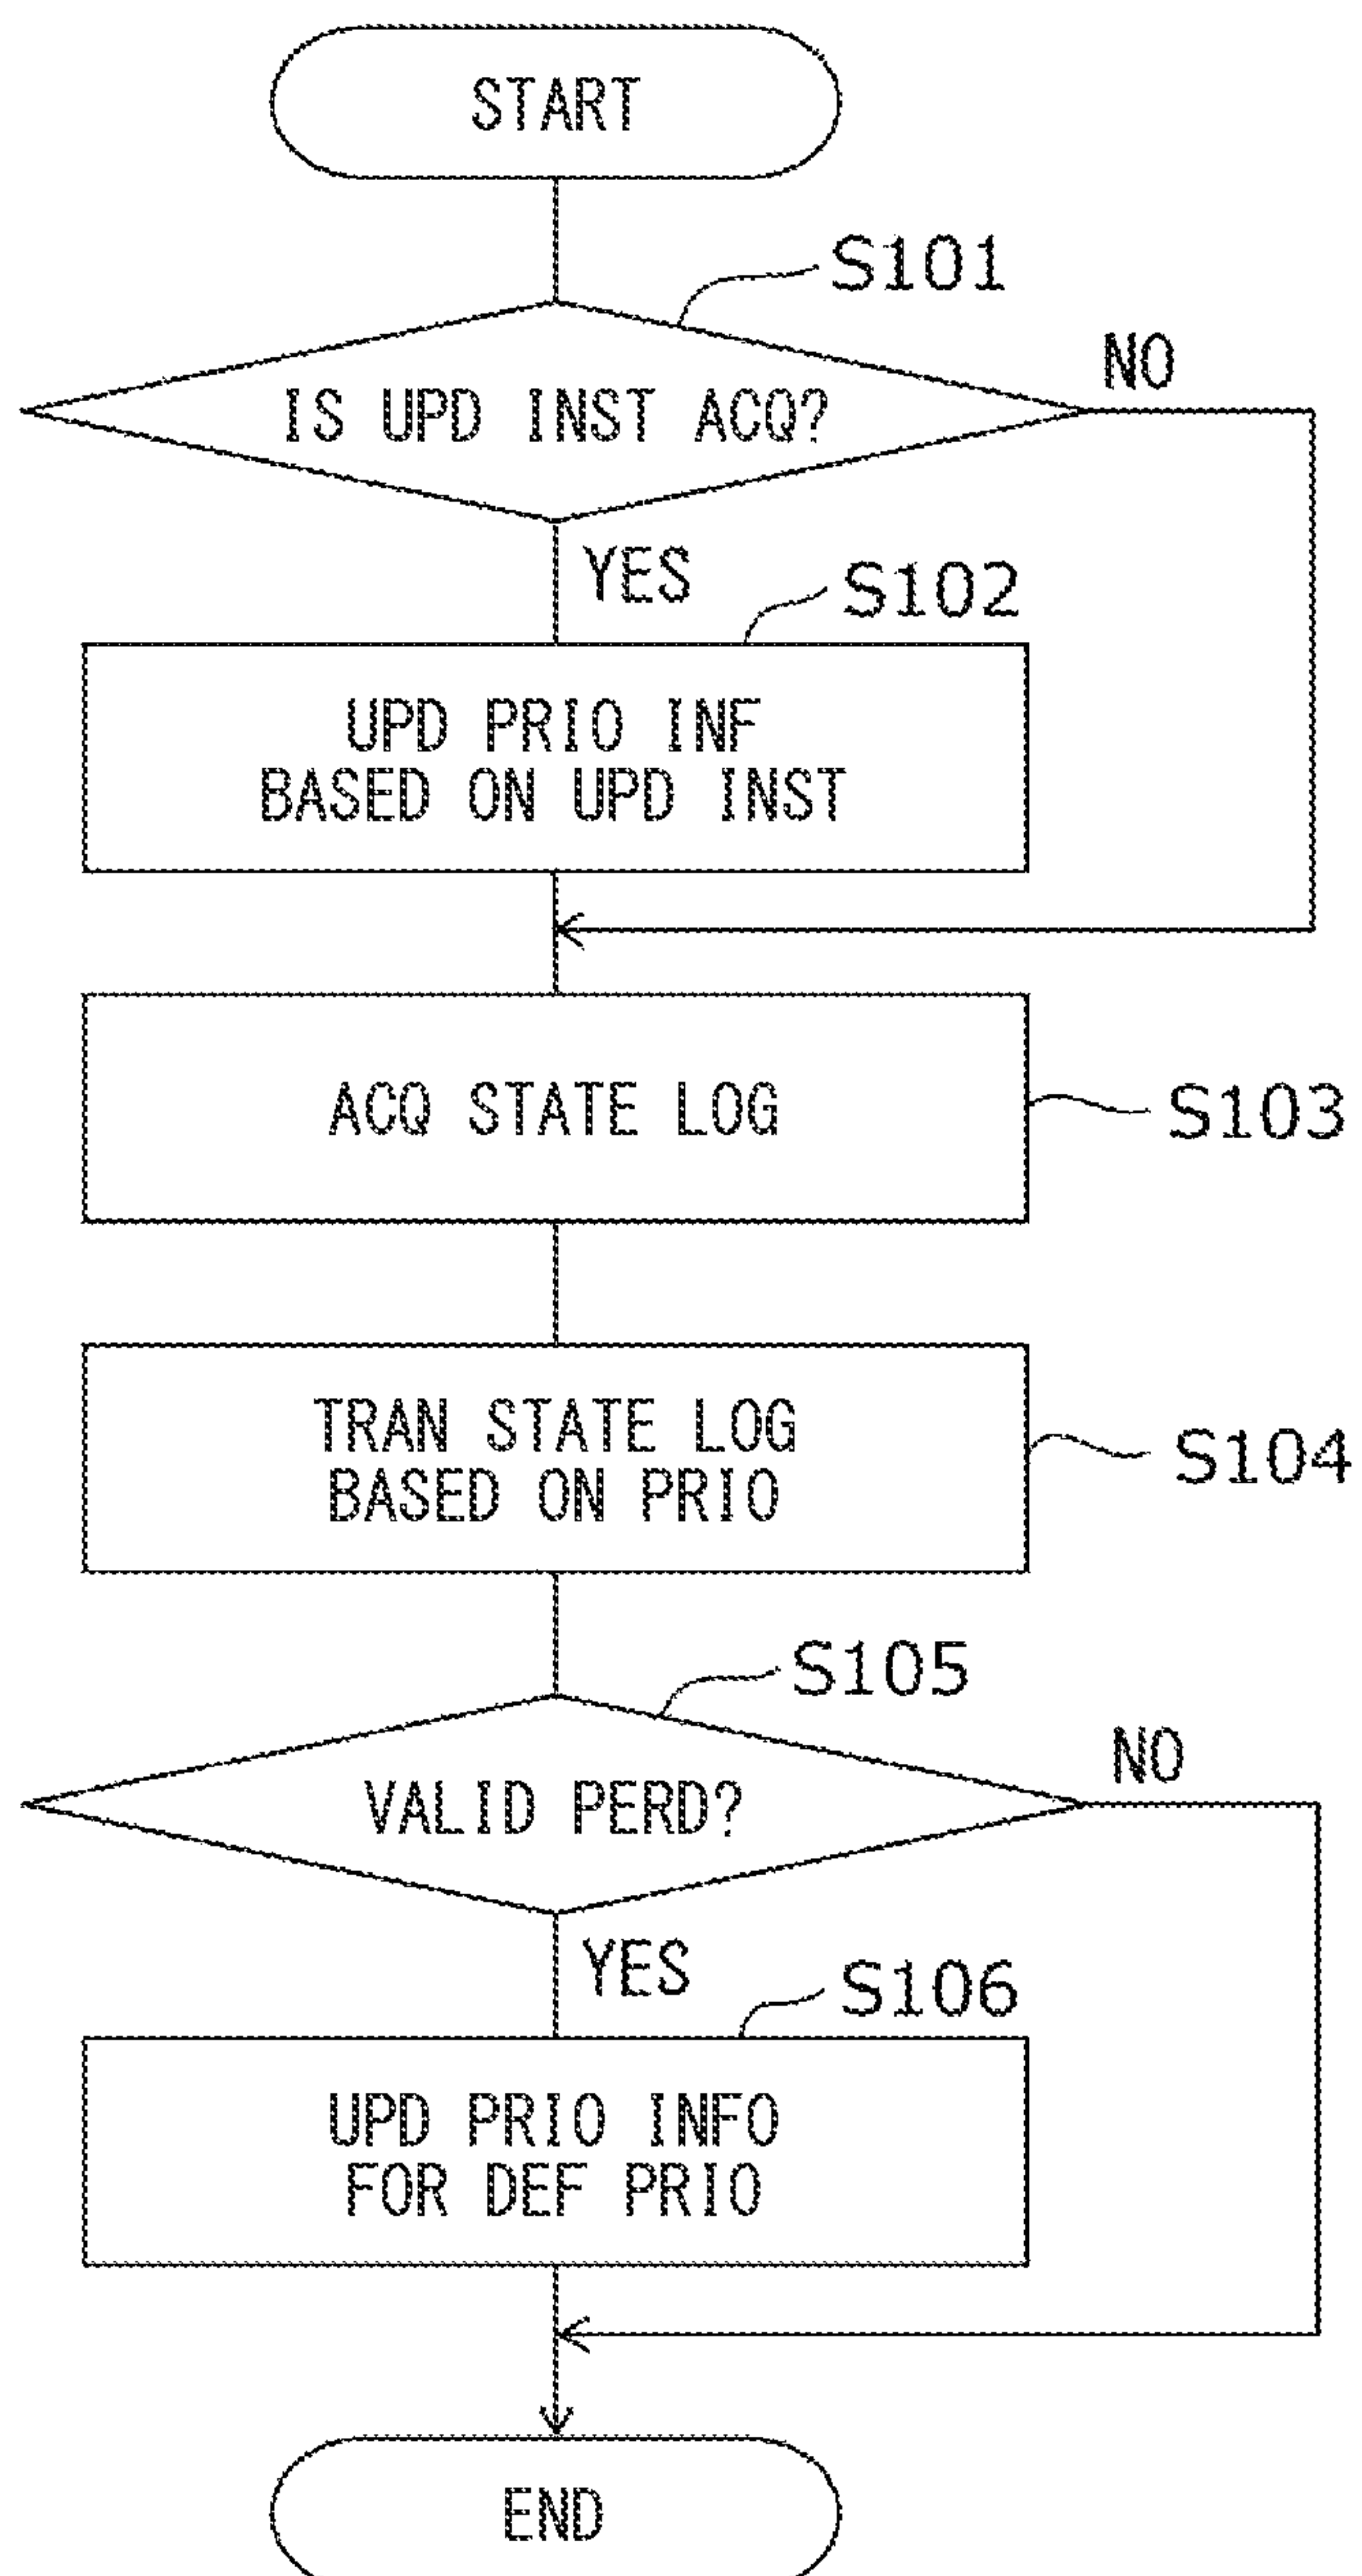 START
S101
IS UPD INST ACQ?
NO
YES
S102
UPD PRIO INF
BASED ON UPD INST
ACQ STATE LOG
S103
TRAN STATE LOG
BASED ON PRIO
S104
S105
VALID PERD?
NO
YES
S106
UPD PRIO INFO
FOR DEF PRIO
END